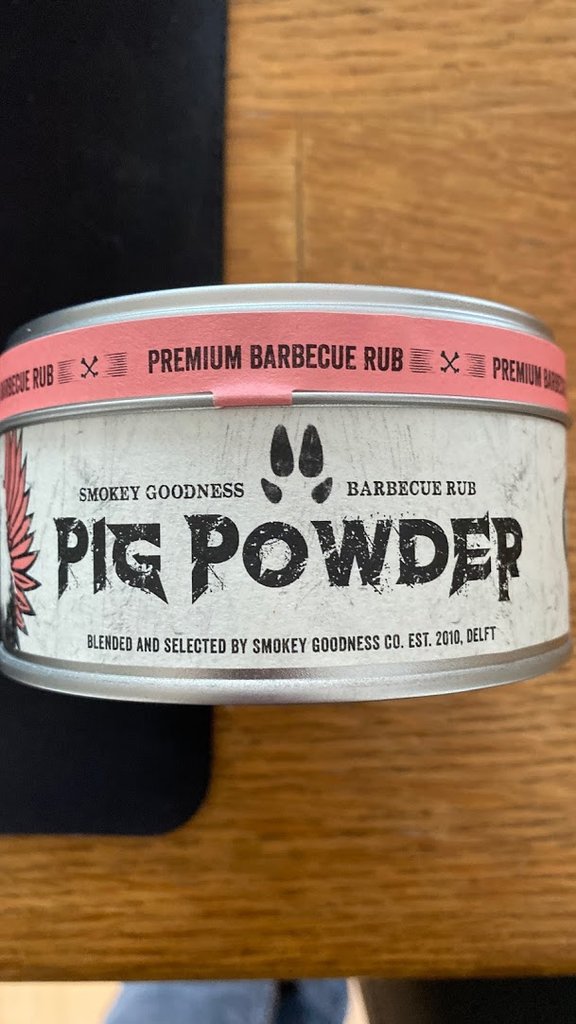 RBECUE RUB PREMIUM BARBECUE RUB PREMIUM BARBEC
SMOKEY GOODNESS BARBECUE RUB
PIG POWDER
BLENDED AND SELECTED BY SMOKEY GOODNESS CO. EST. 2010, DELFT